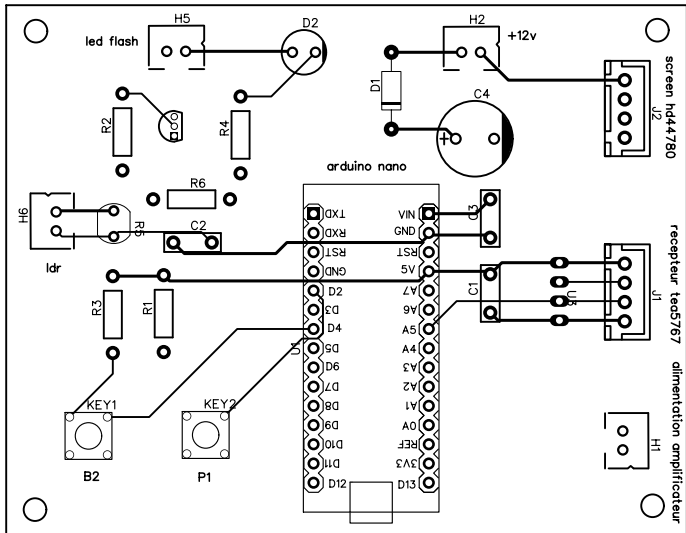 H5
D2
H2
led flash
+12v
D1
C4
screen hd44780
J2
R2
R4
+
arduino nano
R6
H6
R5
C2
C3
ldr
TXD
VIN
RXD
GND
RST
RST
GND
5V
D2
A7
D3
A6
D4
A5
D5
A4
D6
A3
D7
A2
D8
A1
D9
A0
D10
REF
D11
3V3
D12
D13
U1
C1
U3
J1
recepteur tea5767
R3
R1
KEY1
KEY2
B2
P1
H1
alimentation amplificateur